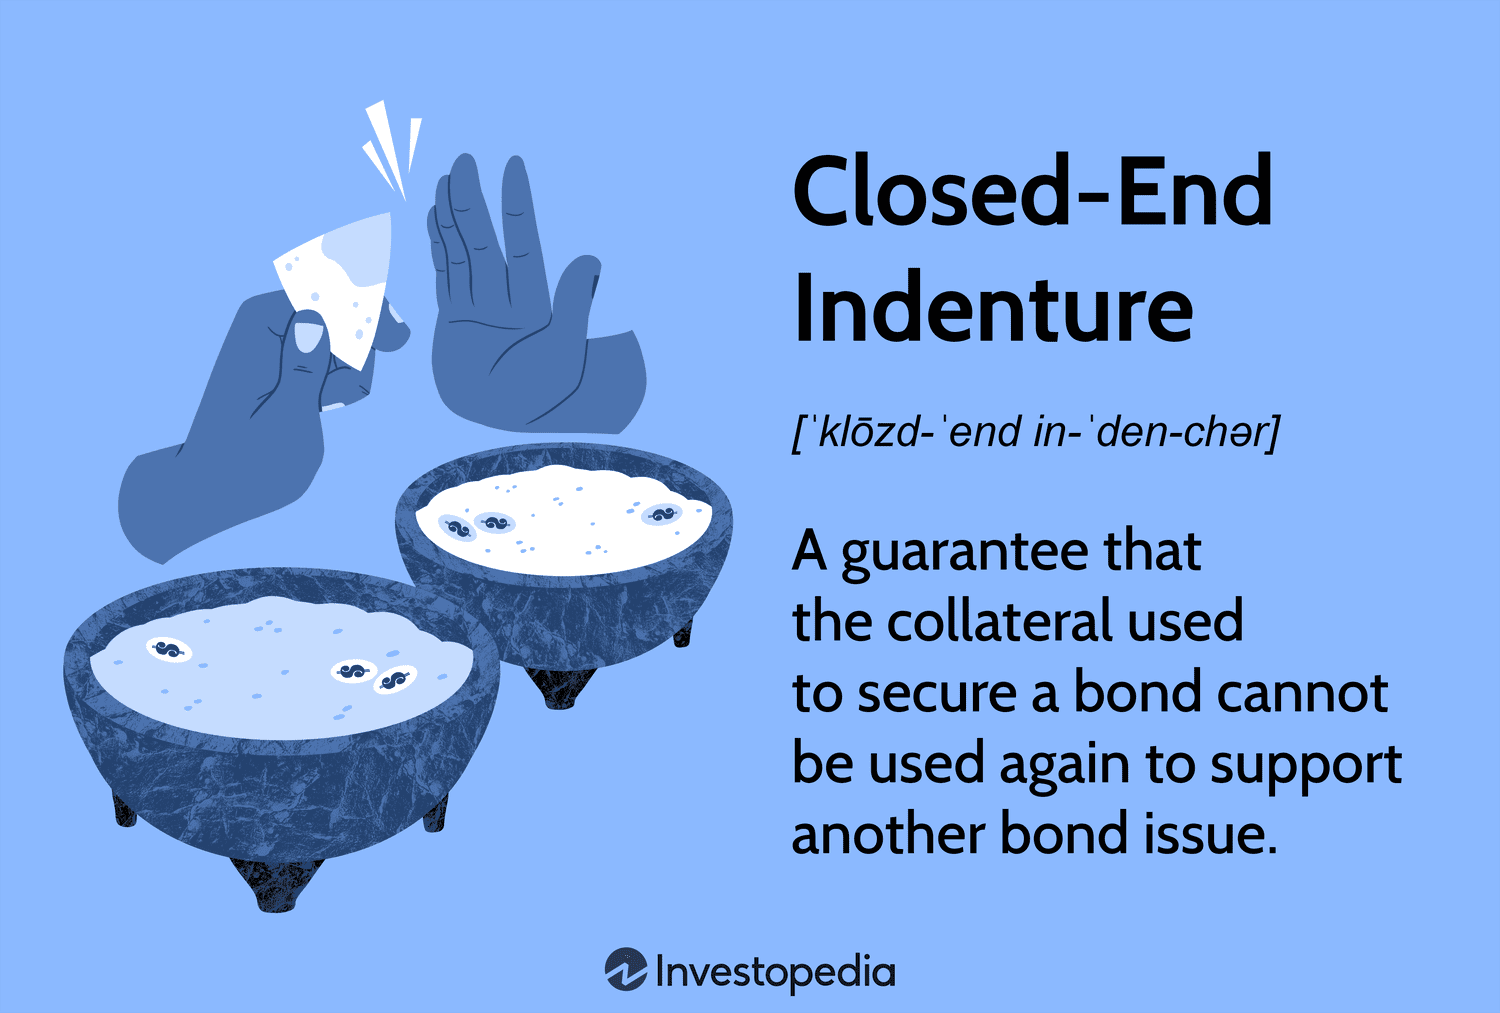 Closed-End
Indenture
[ˈklōzd-ˈend in-ˈden-chər]
A guarantee that
the collateral used
to secure a bond cannot
be used again to support
another bond issue.
Investopedia